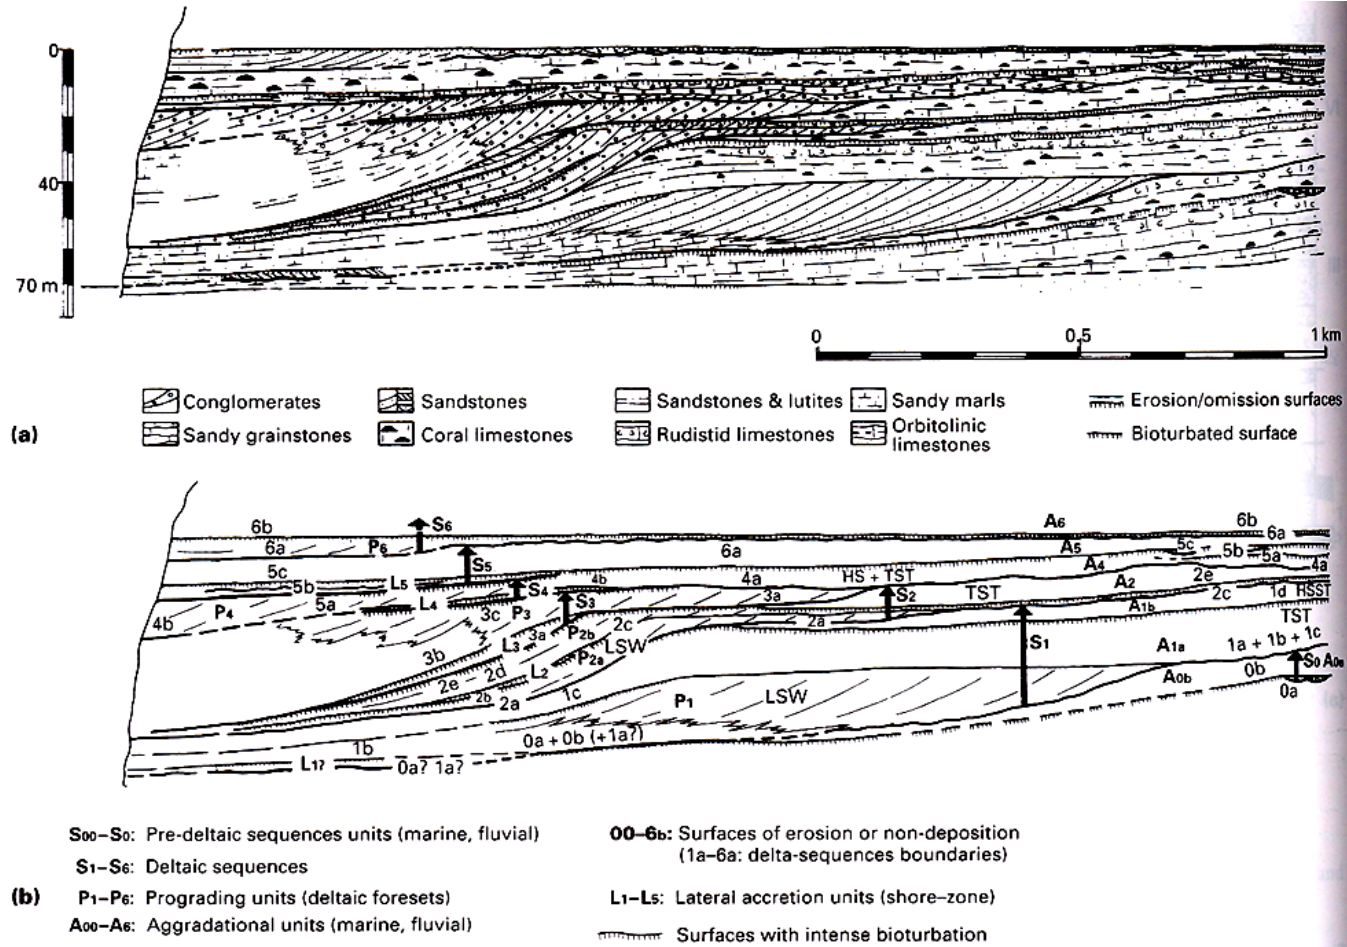 0
40
70 m
0 0,5 1 km
Conglomerates Sandstones Sandstones & lutites Sandy marls Erosion/omission surfaces
(a)
Sandy grainstones Coral limestones Rudistid limestones Orbitolinic limestones Bioturbated surface
6b S6 A6 6b
6a P6 6a A5 5c 5b 6a 5a
5c S5 4b 4a HS + TST A4 4a
5b L5 S4 3a S2 TST A2 2e 1d HSST
4b P4 5a L4 3c P3 S3 2c 2a A1b 2c TST
3b L3 3a P2b LSW S1 A1a 1a + 1b + 1c
2e 2d L2 P2a A0b 0b S0 A0a
2b 2a 1c P1 LSW 0a
1b 0a + 0b (+1a?)
L1? 0a? 1a?
S00–S0: Pre-deltaic sequences units (marine, fluvial)
S1–S6: Deltaic sequences
(b) P1–P6: Prograding units (deltaic foresets)
A00–A6: Aggradational units (marine, fluvial)
00–6b: Surfaces of erosion or non-deposition
(1a–6a: delta-sequences boundaries)
L1–L5: Lateral accretion units (shore-zone)
Surfaces with intense bioturbation